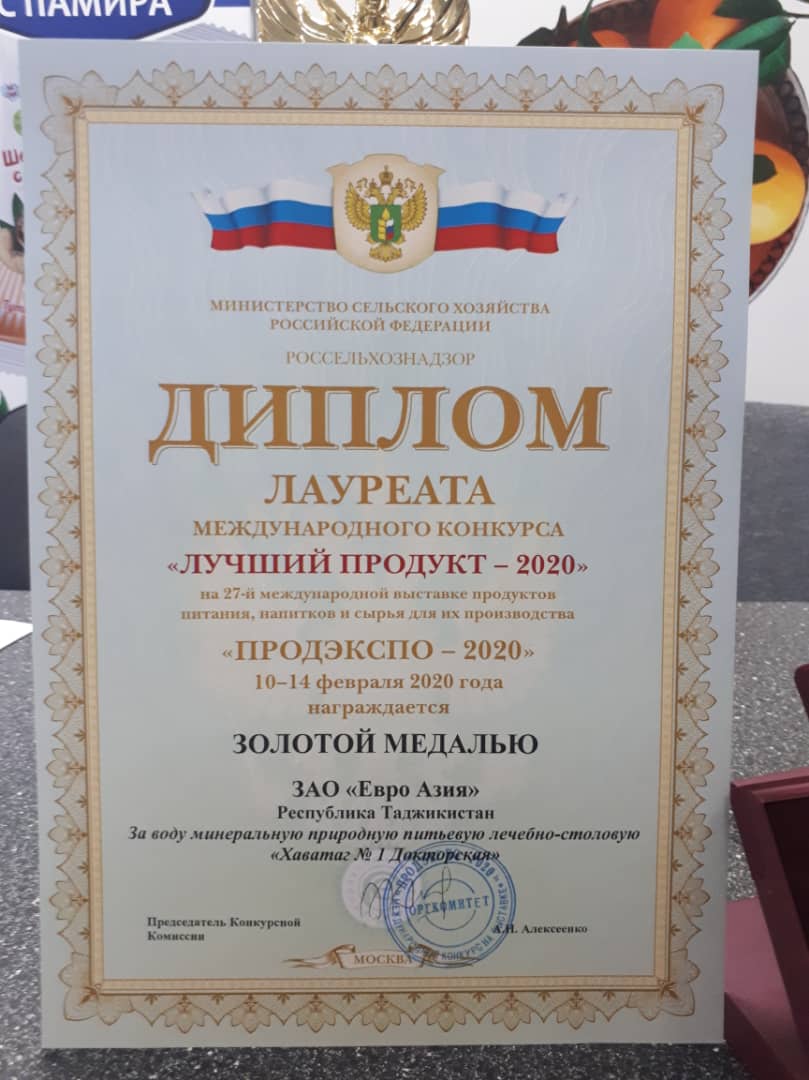 С ПАМИРА
МИНИСТЕРСТВО СЕЛЬСКОГО ХОЗЯЙСТВА
РОССИЙСКОЙ ФЕДЕРАЦИИ
РОССЕЛЬХОЗНАДЗОР
ДИПЛОМ
ЛАУРЕАТА
МЕЖДУНАРОДНОГО КОНКУРСА
«ЛУЧШИЙ ПРОДУКТ – 2020»
на 27-й международной выставке продуктов
питания, напитков и сырья для их производства
«ПРОДЭКСПО – 2020»
10–14 февраля 2020 года
награждается
ЗОЛОТОЙ МЕДАЛЬЮ
ЗАО «Евро Азия»
Республика Таджикистан
За воду минеральную природную питьевую лечебно-столовую
«Хаватаг № 1 Докторская»
ОРГКОМИТЕТ
Председатель Конкурсной
Комиссии
А.Н. Алексеенко
МОСКВА